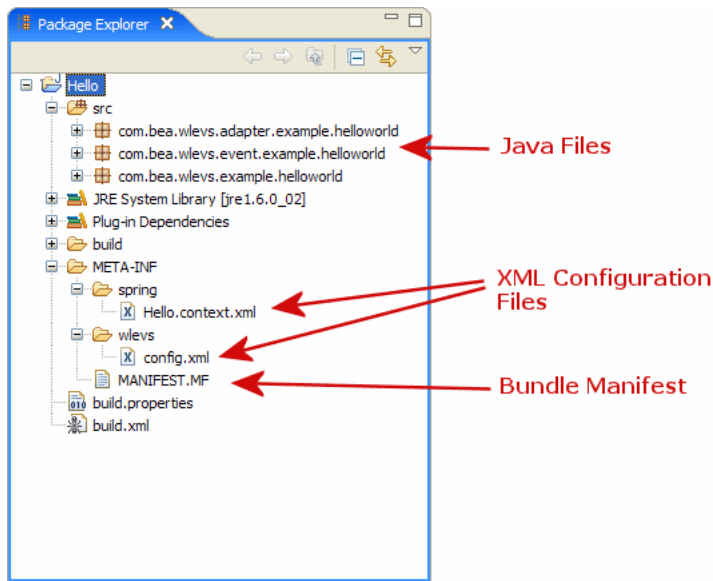 Package Explorer
Hello
src
com.bea.wlevs.adapter.example.helloworld
com.bea.wlevs.event.example.helloworld
com.bea.wlevs.example.helloworld
Java Files
JRE System Library [jre1.6.0_02]
Plug-in Dependencies
build
META-INF
spring
Hello.context.xml
XML Configuration
Files
wlevs
config.xml
MANIFEST.MF
Bundle Manifest
build.properties
build.xml